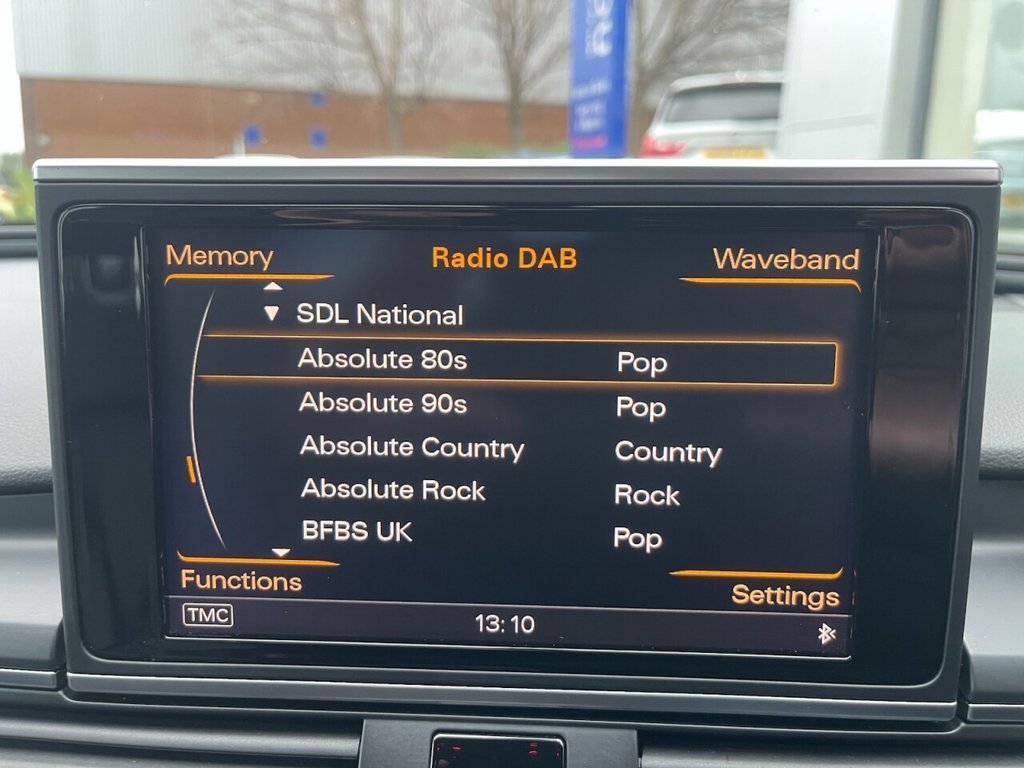 Memory Radio DAB Waveband
SDL National
Absolute 80s Pop
Absolute 90s Pop
Absolute Country Country
Absolute Rock Rock
BFBS UK Pop
Functions Settings
TMC 13:10